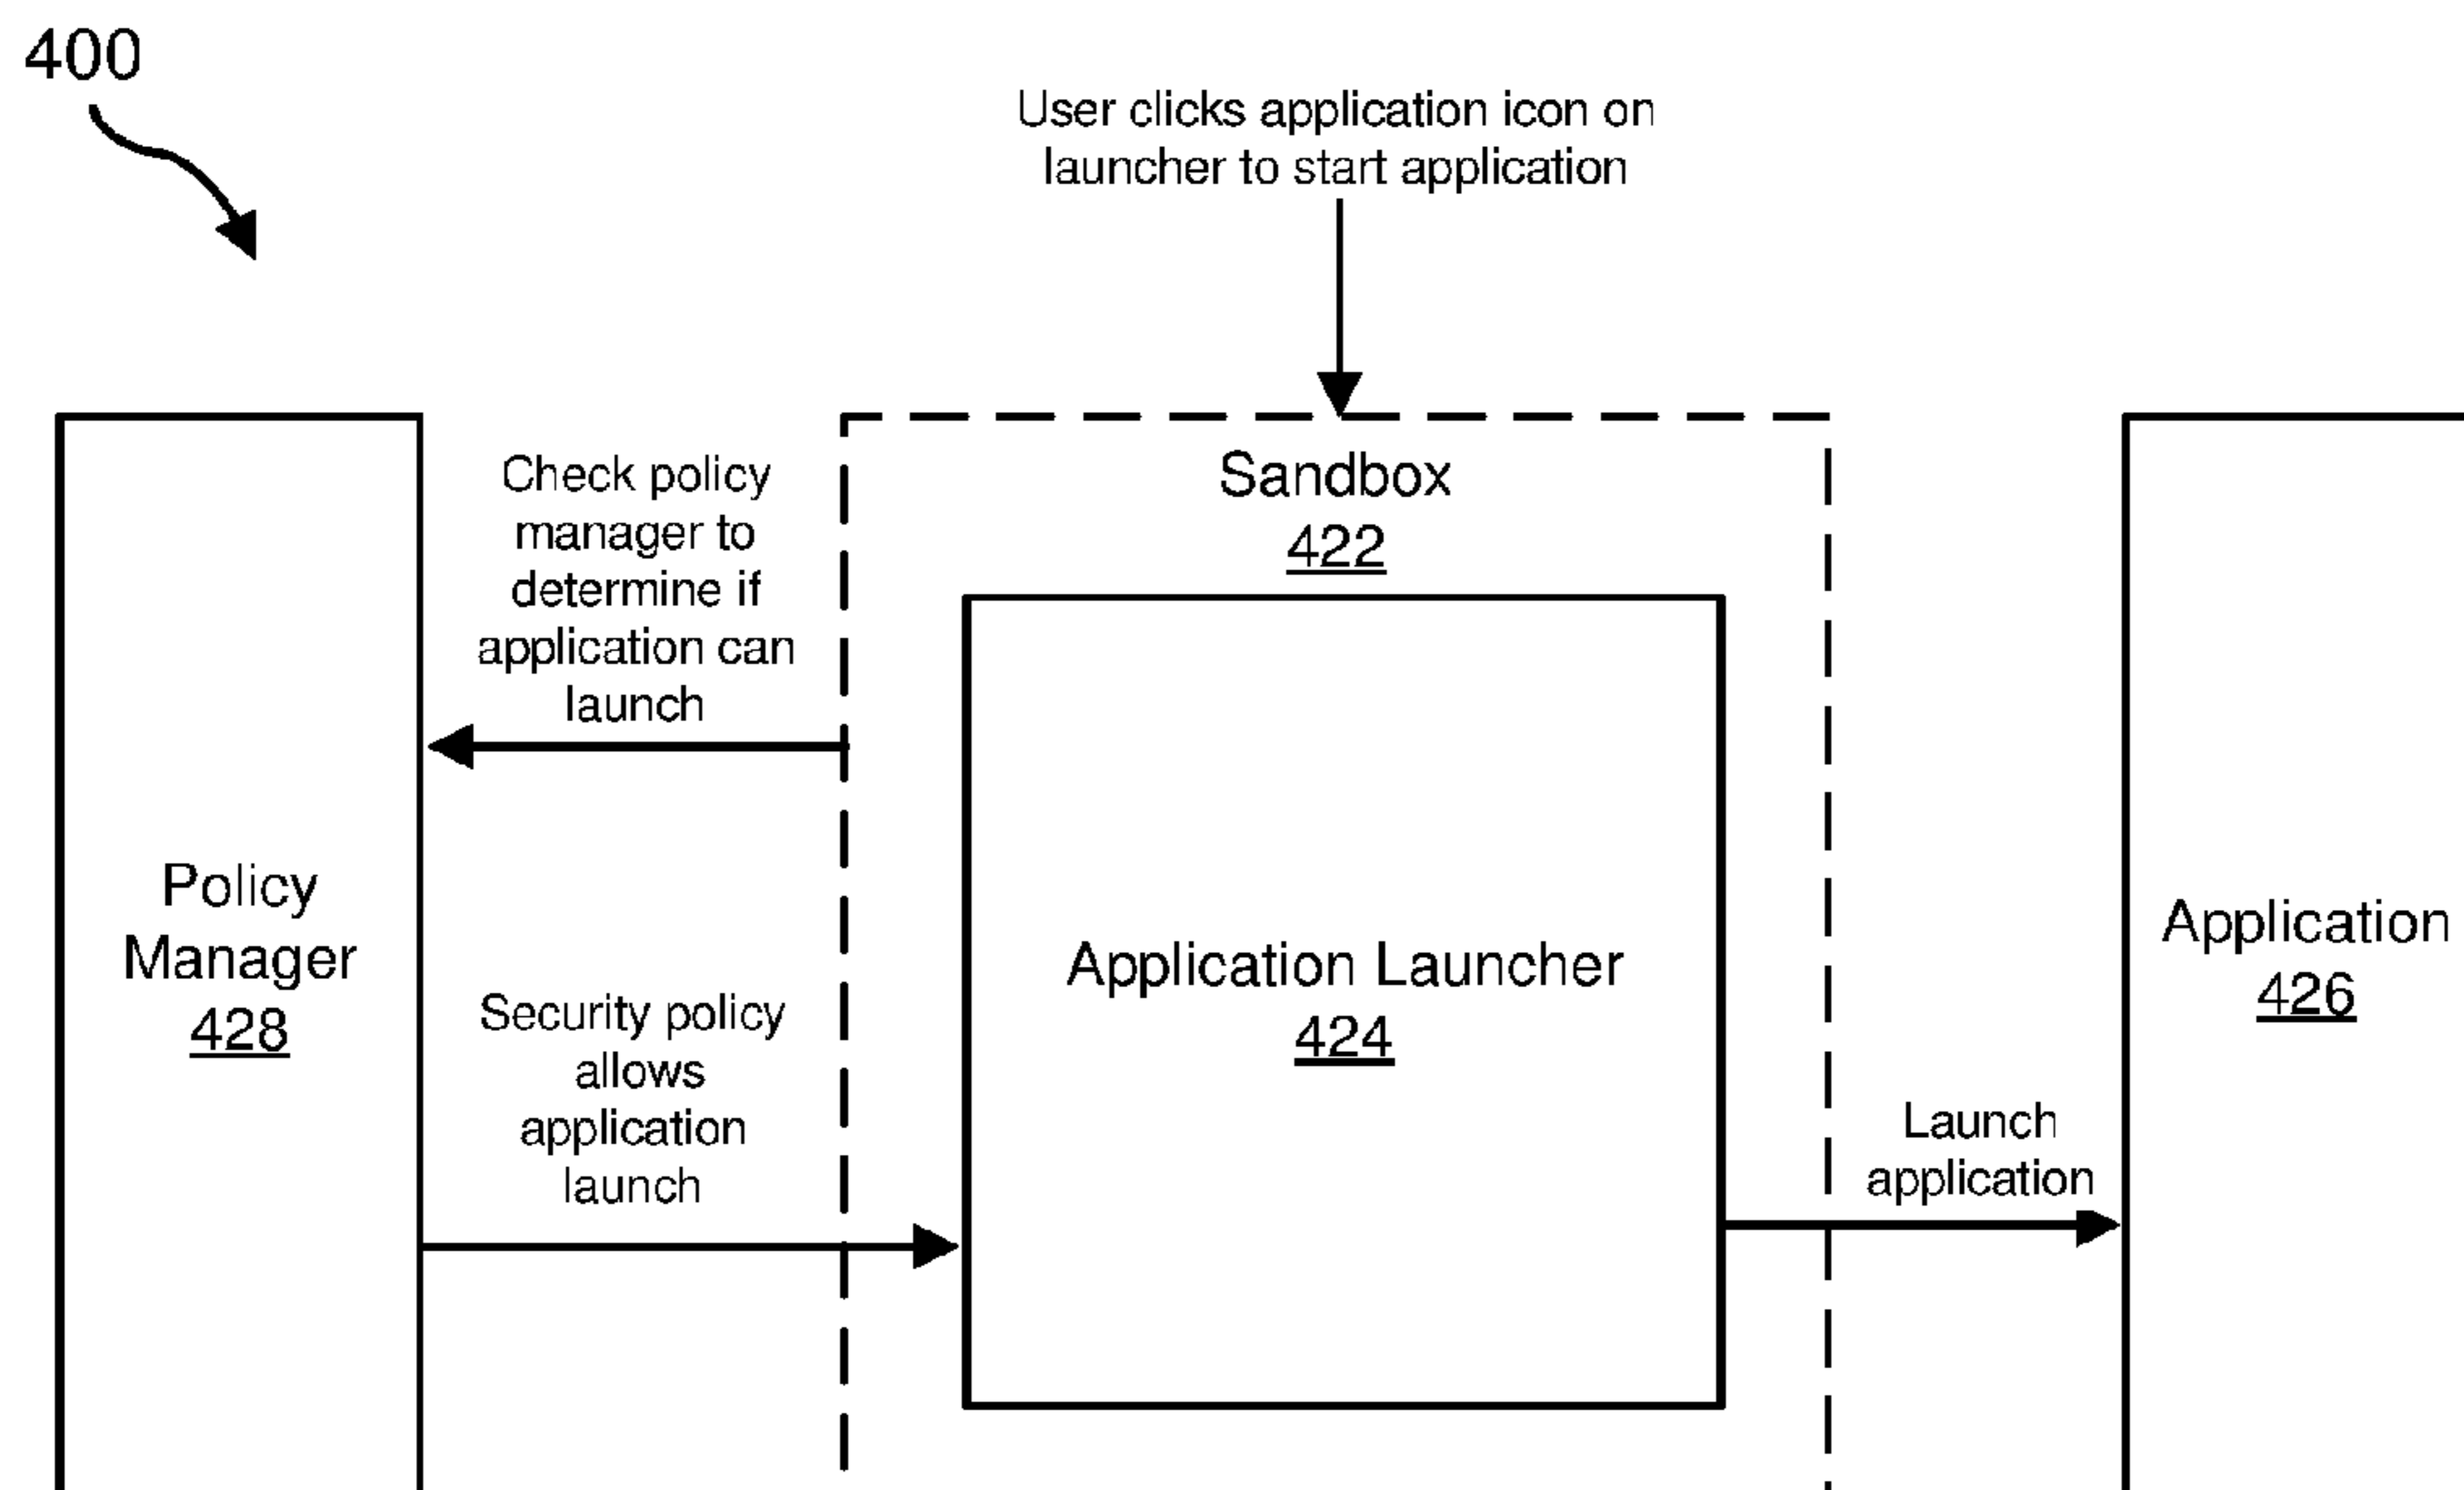 400
User clicks application icon on
launcher to start application
Check policy
manager to
determine if
application can
launch
Sandbox
422
Policy
Manager
428
Security policy
allows
application
launch
Application Launcher
424
Launch
application
Application
426